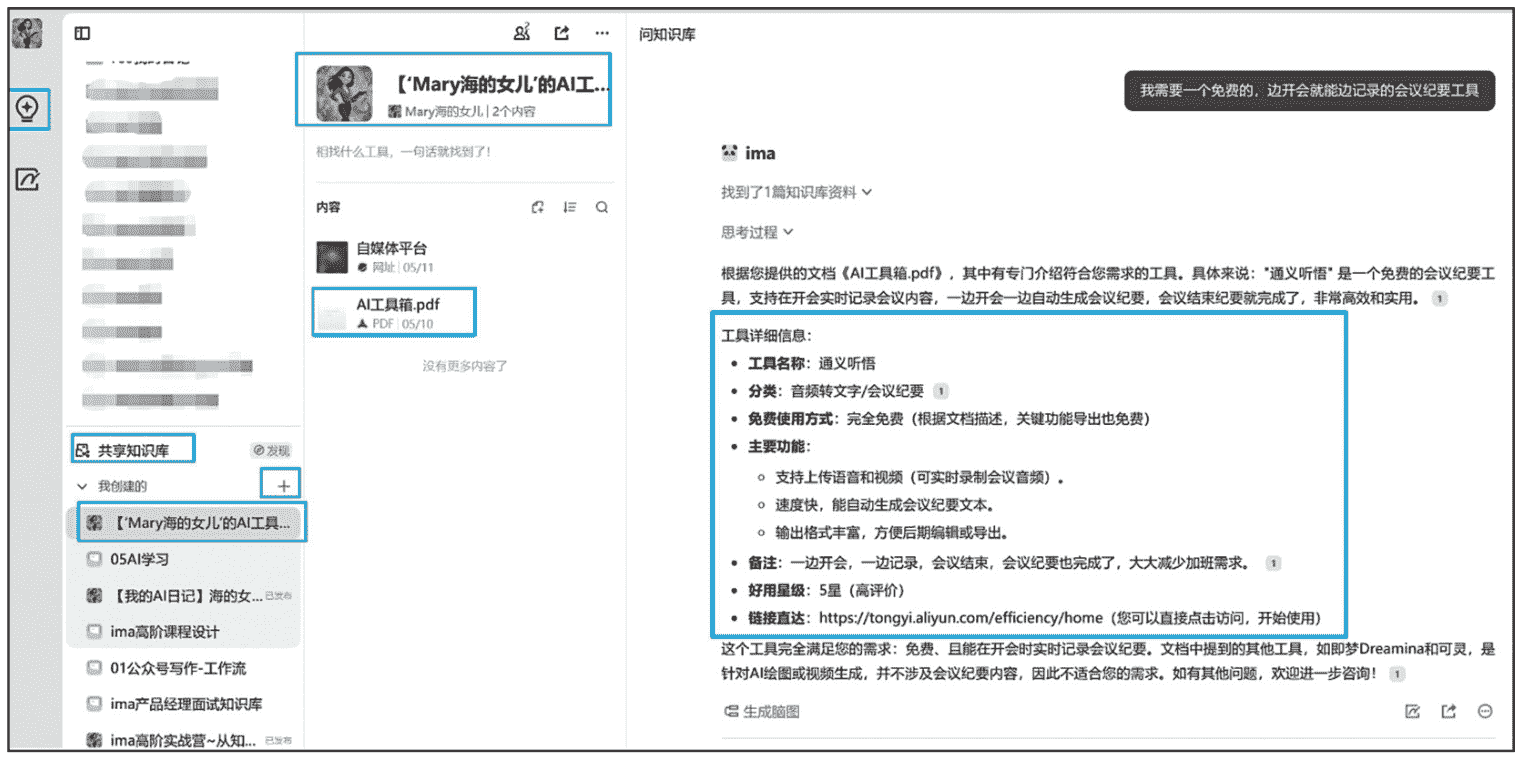 共享知识库
发现
我创建的
【‘Mary海的女儿’的AI工具...
05AI学习
【我的AI日记】海的女... 已发布
ima高阶课程设计
01公众号写作-工作流
ima产品经理面试知识库
ima高阶实战营~从知... 已发布
【‘Mary海的女儿’的AI工...
Mary海的女儿 | 2个内容
相找什么工具，一句话就找到了！
内容
自媒体平台
网址 | 05/11
AI工具箱.pdf
PDF | 05/10
没有更多内容了
问知识库
我需要一个免费的，边开会就能边记录的会议纪要工具
ima
找到了1篇知识库资料
思考过程
根据您提供的文档《AI工具箱.pdf》，其中有专门介绍符合您需求的工具。具体来说："通义听悟" 是一个免费的会议纪要工
具，支持在开会实时记录会议内容，一边开会一边自动生成会议纪要，会议结束纪要就完成了，非常高效和实用。 1
工具详细信息：
• 工具名称：通义听悟
• 分类：音频转文字/会议纪要 1
• 免费使用方式：完全免费（根据文档描述，关键功能导出也免费）
• 主要功能：
◦ 支持上传语音和视频（可实时录制会议音频）。
◦ 速度快，能自动生成会议纪要文本。
◦ 输出格式丰富，方便后期编辑或导出。
• 备注：一边开会，一边记录，会议结束，会议纪要也完成了，大大减少加班需求。 1
• 好用星级：5星（高评价）
• 链接直达：https://tongyi.aliyun.com/efficiency/home（您可以直接点击访问，开始使用）
这个工具完全满足您的需求：免费、且能在开会时实时记录会议纪要。文档中提到的其他工具，如即梦Dreamina和可灵，是
针对AI绘图或视频生成，并不涉及会议纪要内容，因此不适合您的需求。如有其他问题，欢迎进一步咨询！ 1
生成脑图